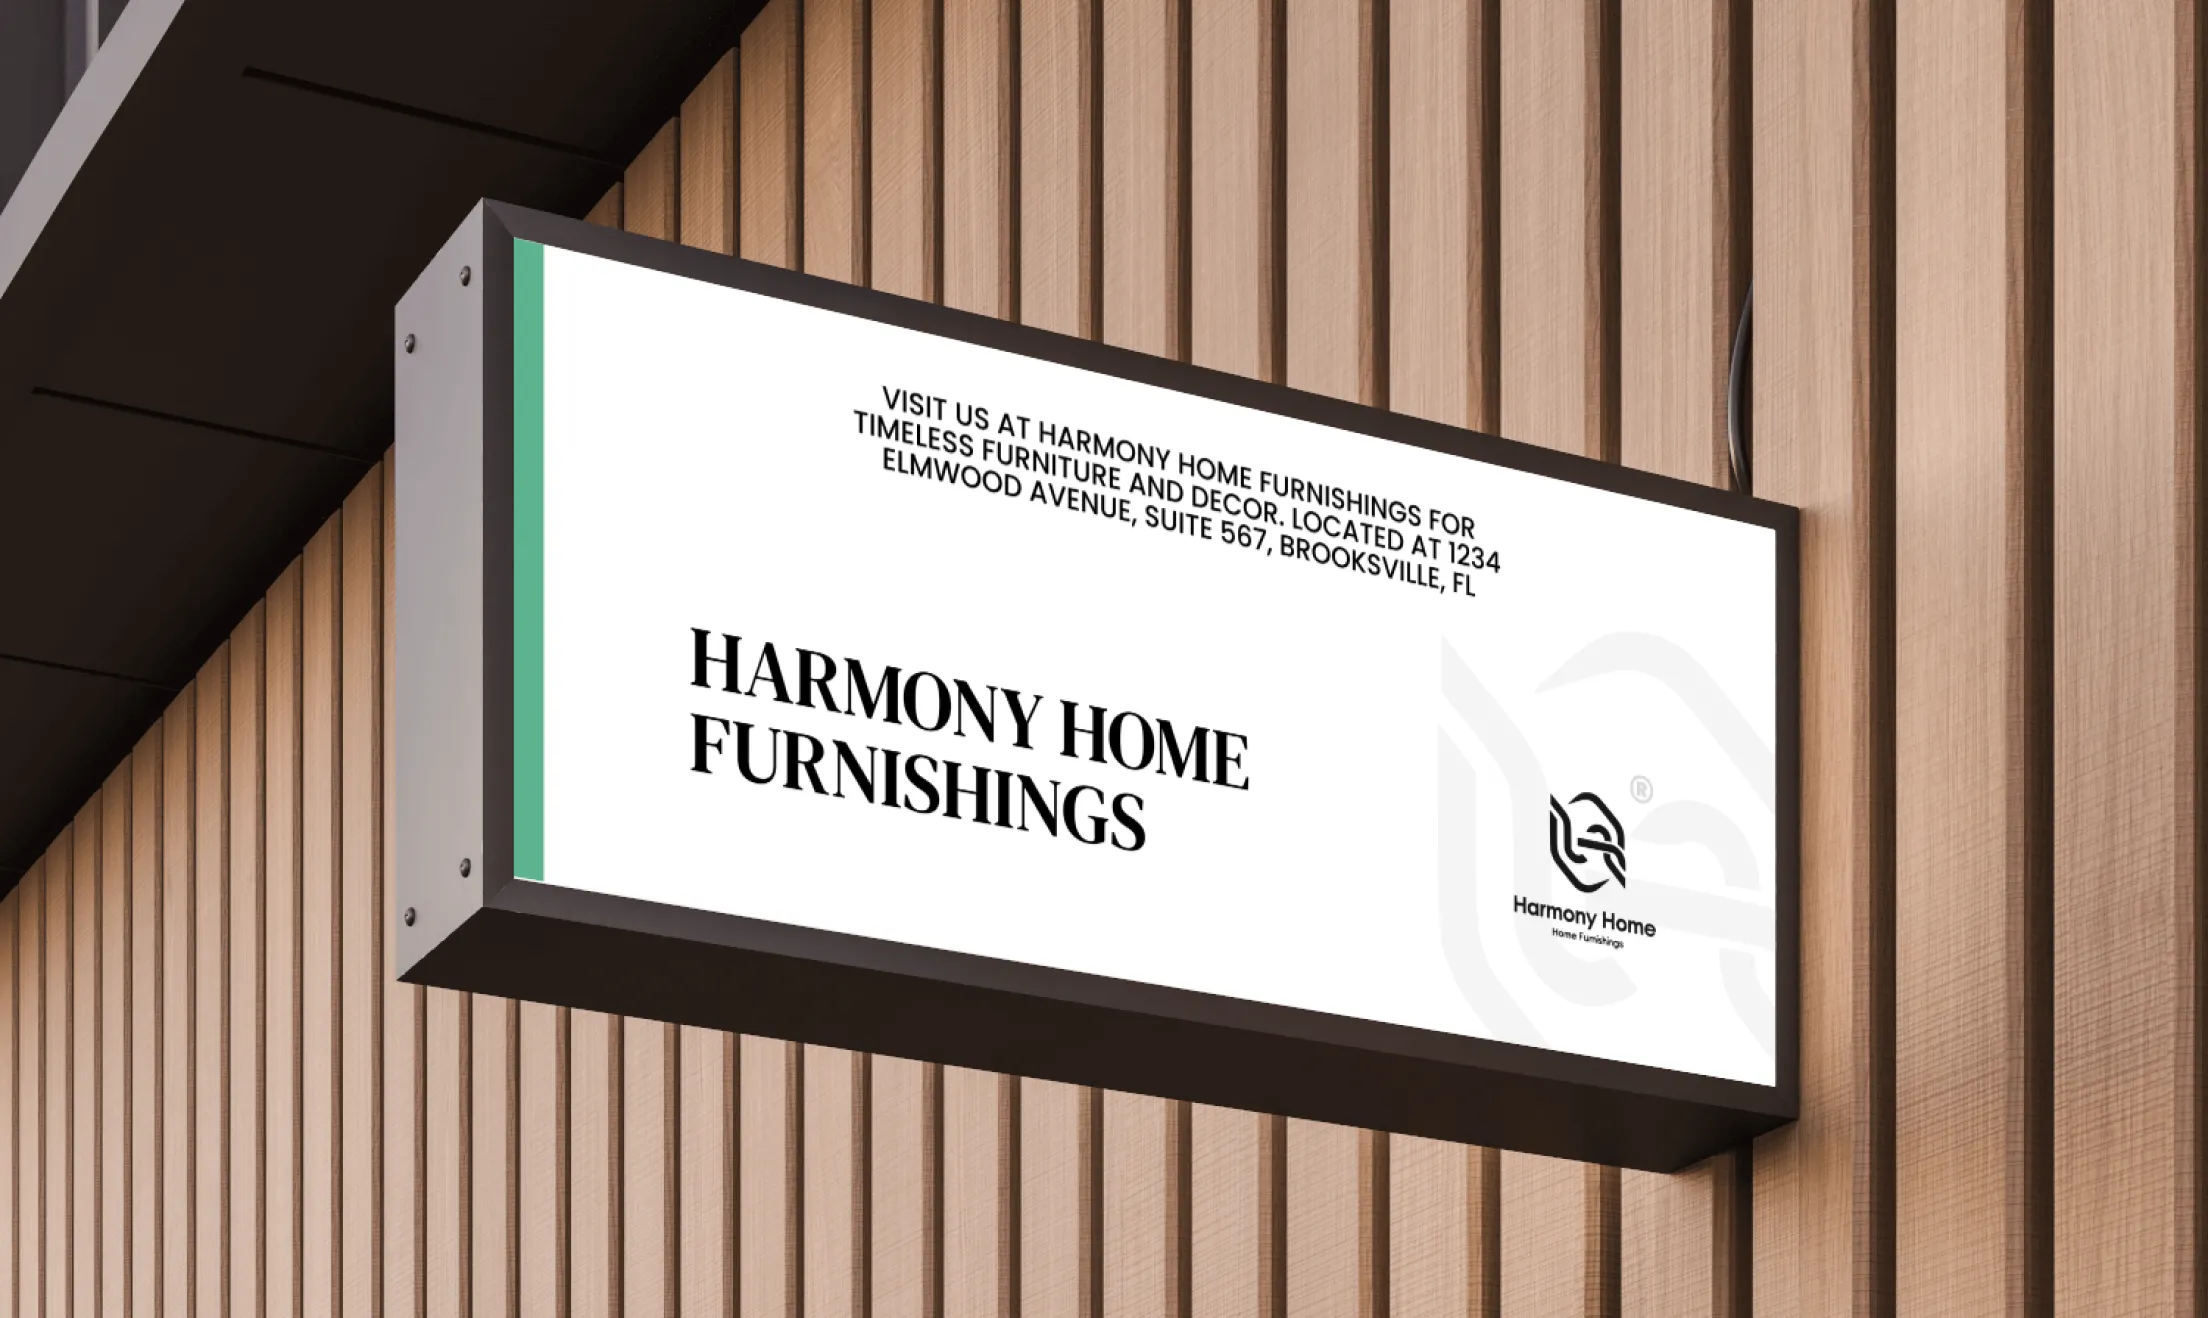 VISIT US AT HARMONY HOME FURNISHINGS FOR
TIMELESS FURNITURE AND DECOR. LOCATED AT 1234
ELMWOOD AVENUE, SUITE 567, BROOKSVILLE, FL
HARMONY HOME
FURNISHINGS
®
Harmony Home
Home Furnishings